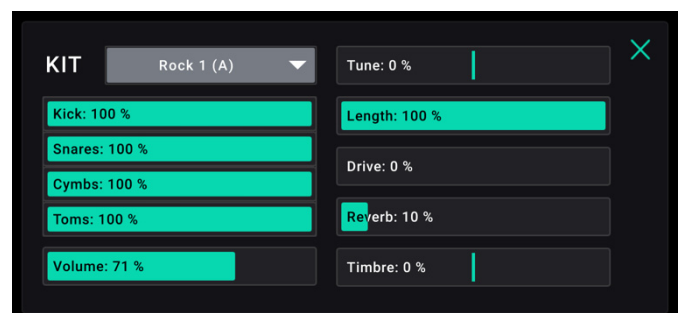 KIT
Rock 1 (A)
Kick: 100 %
Snares: 100 %
Cymbs: 100 %
Toms: 100 %
Volume: 71 %
Tune: 0 %
Length: 100 %
Drive: 0 %
Reverb: 10 %
Timbre: 0 %